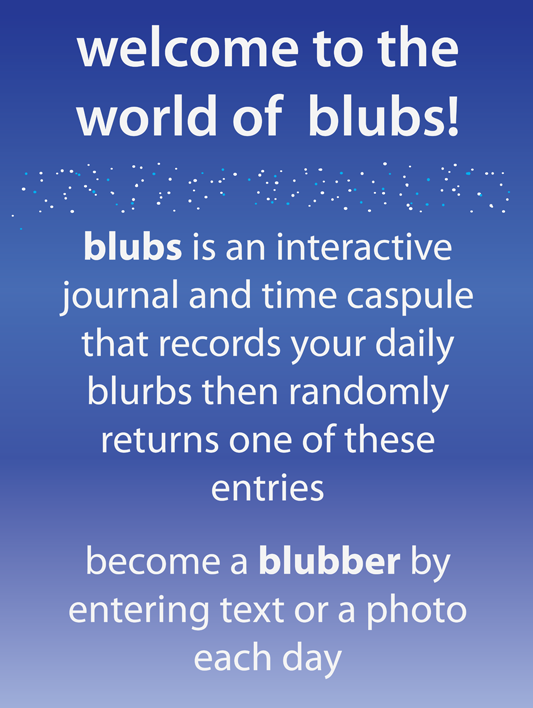 welcome to the
world of  blubs!
blubs is an interactive
journal and time caspule
that records your daily
blurbs then randomly
returns one of these
entries
become a blubber by
entering text or a photo
each day